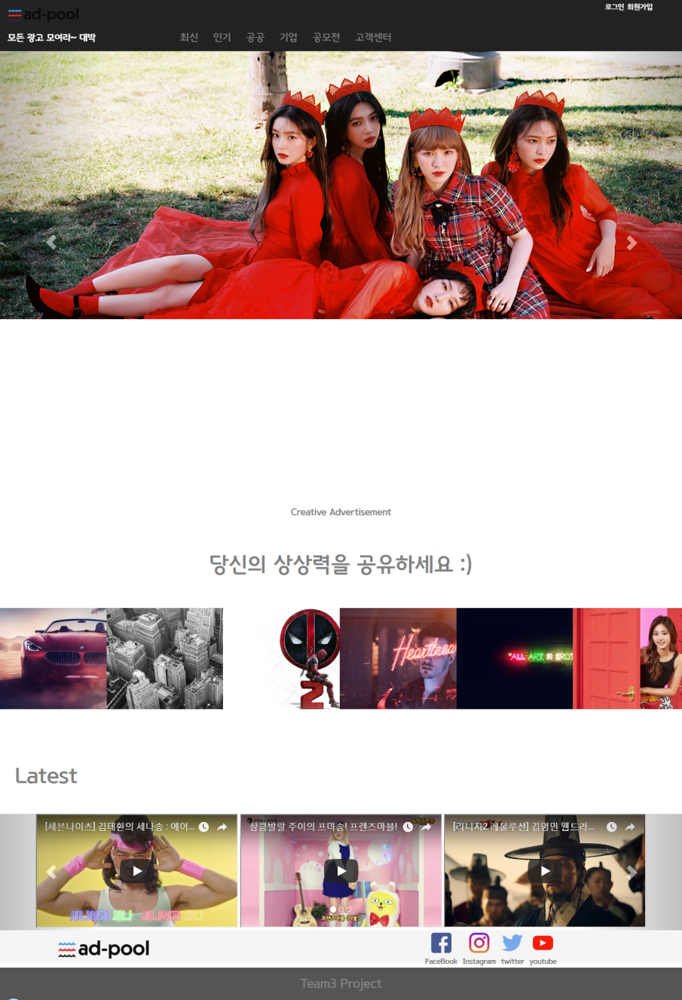 ad-pool
로그인 회원가입
모든 광고 모여라~ 대박
최신 인기 공공 기업 공모전 고객센터
Creative Advertisement
당신의 상상력을 공유하세요 :)
2
Heartbrea
"ALL ART IS EROT
Latest
[세븐나이츠] 김태환의 세나송 : 에어...
상큼발랄 주이의 프마송! 프렌즈마블!
[리니지2 레볼루션] 김명민 웹드라...
ad-pool
FaceBook Instagram twitter youtube
Team3 Project